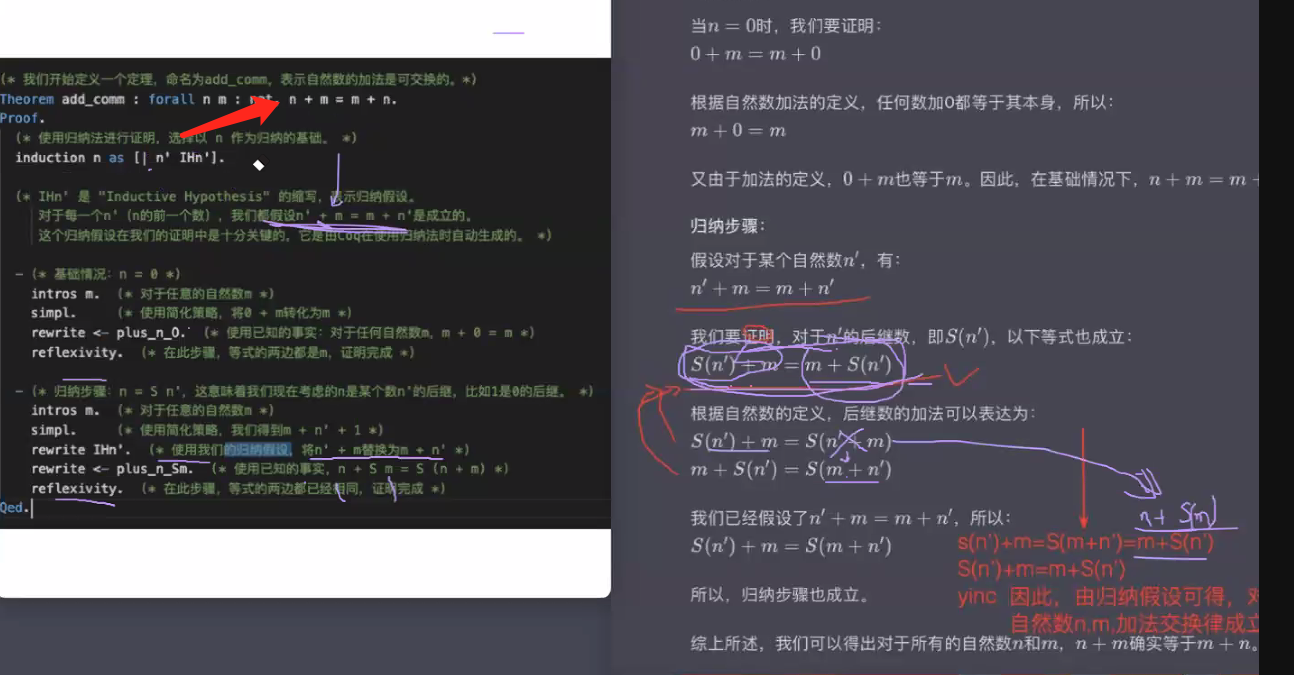 (* 我们开始定义一个定理，命名为add_comm，表示自然数的加法是可交换的。*)
Theorem add_comm : forall n m : nat, n + m = m + n.
Proof.
(* 使用归纳法进行证明，选择以 n 作为归纳的基础。 *)
induction n as [| n' IHn'].
(* IHn' 是 "Inductive Hypothesis" 的缩写，表示归纳假设。
对于每一个n'（n的前一个数），我们都假设n' + m = m + n'是成立的。
这个归纳假设在我们的证明中是十分关键的，它是由Coq在使用归纳法时自动生成的。 *)
- (* 基础情况：n = 0 *)
intros m. (* 对于任意的自然数m *)
simpl. (* 使用简化策略，将0 + m转化为m *)
rewrite <- plus_n_O. (* 使用已知的事实：对于任何自然数m，m + 0 = m *)
reflexivity. (* 在此步骤，等式的两边都是m，证明完成 *)
- (* 归纳步骤：n = S n'，这意味着我们现在考虑的n是某个数n'的后继，比如1是0的后继。 *)
intros m. (* 对于任意的自然数m *)
simpl. (* 使用简化策略，我们得到m + n' + 1 *)
rewrite IHn'. (* 使用我们的归纳假设，将n' + m替换为m + n' *)
rewrite <- plus_n_Sm. (* 使用已知的事实，n + S m = S (n + m) *)
reflexivity. (* 在此步骤，等式的两边都已经相同，证明完成 *)
Qed.
当n = 0时，我们要证明：
0 + m = m + 0
根据自然数加法的定义，任何数加0都等于其本身，所以：
m + 0 = m
又由于加法的定义，0 + m也等于m。因此，在基础情况下，n + m = m +
归纳步骤：
假设对于某个自然数n′，有：
n′ + m = m + n′
我们要证明，对于n′的后继数，即S(n′)，以下等式也成立：
S(n′) + m = m + S(n′)
根据自然数的定义，后继数的加法可以表达为：
S(n′) + m = S(n′ + m)
m + S(n′) = S(m + n′)
n + S(m)
我们已经假设了n′ + m = m + n′，所以：
S(n′) + m = S(m + n′)
s(n')+m=S(m+n')=m+S(n')
S(n')+m=m+S(n')
yinc 因此，由归纳假设可得，对
自然数n,m,加法交换律成立
所以，归纳步骤也成立。
综上所述，我们可以得出对于所有的自然数n和m，n + m确实等于m + n。